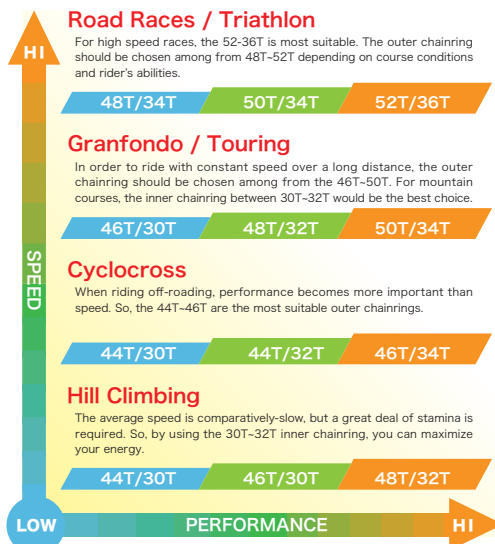 HI
Road Races / Triathlon
For high speed races, the 52-36T is most suitable. The outer chainring
should be chosen among from 48T~52T depending on course conditions
and rider's abilities.
48T/34T 50T/34T 52T/36T
Granfondo / Touring
In order to ride with constant speed over a long distance, the outer
chainring should be chosen among from the 46T~50T. For mountain
courses, the inner chainring between 30T~32T would be the best choice.
46T/30T 48T/32T 50T/34T
SPEED
Cyclocross
When riding off-roading, performance becomes more important than
speed. So, the 44T~46T are the most suitable outer chainrings.
44T/30T 44T/32T 46T/34T
Hill Climbing
The average speed is comparatively-slow, but a great deal of stamina is
required. So, by using the 30T~32T inner chainring, you can maximize
your energy.
44T/30T 46T/30T 48T/32T
LOW PERFORMANCE HI